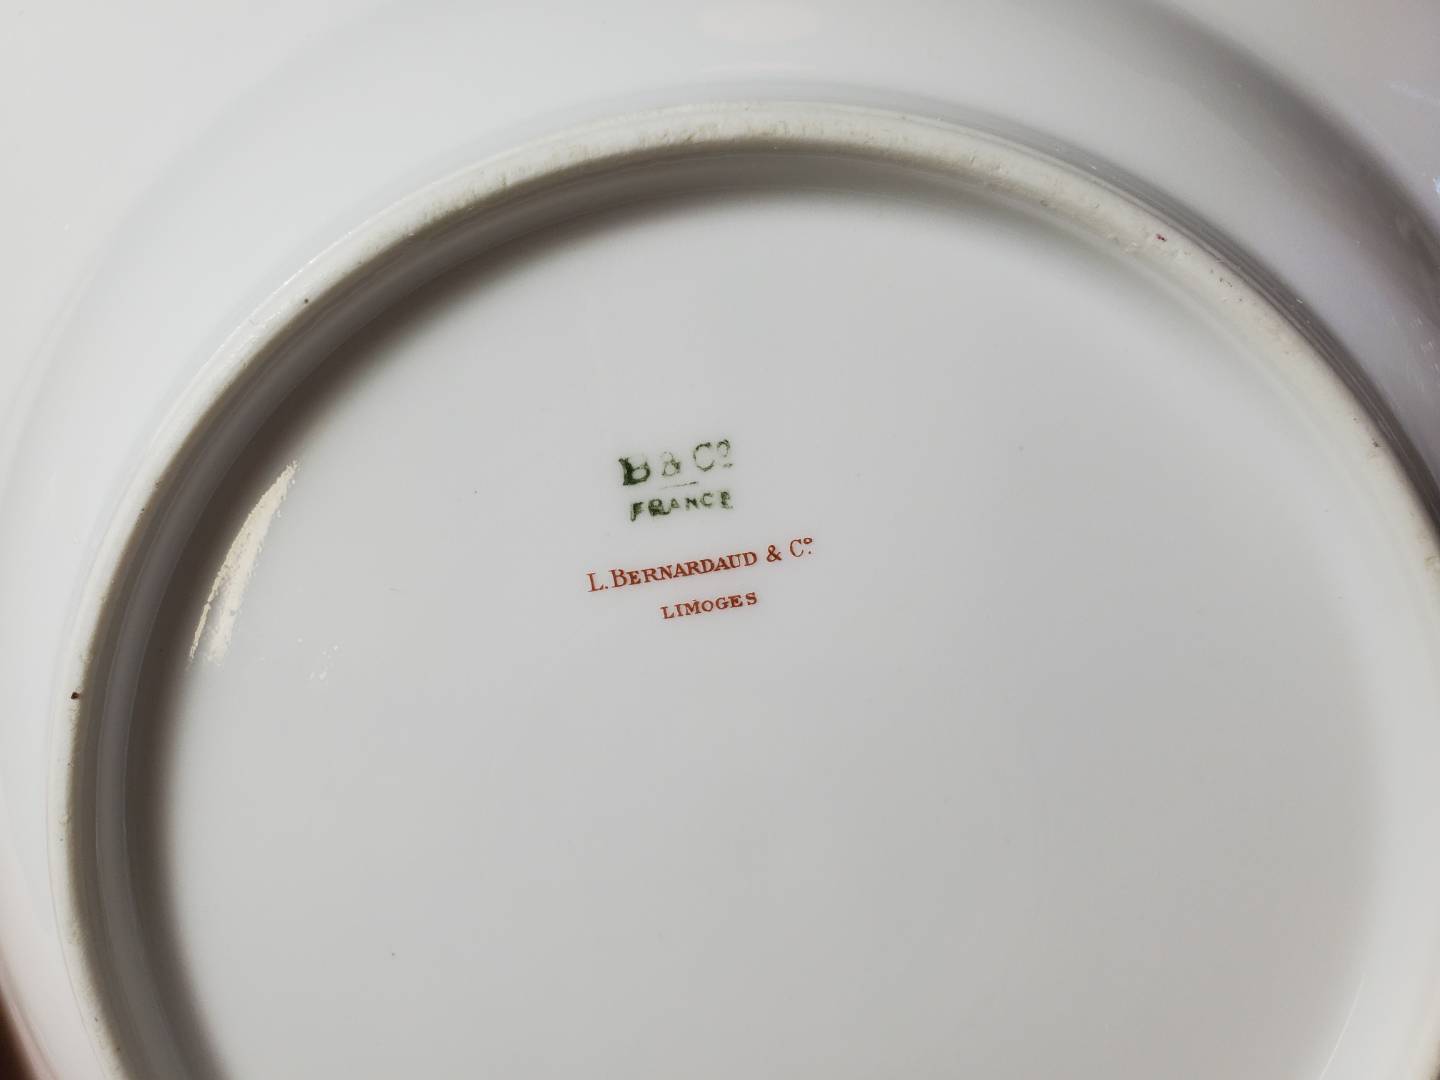 B & Cº
FRANCE
L. BERNARDAUD & Cº
LIMOGES